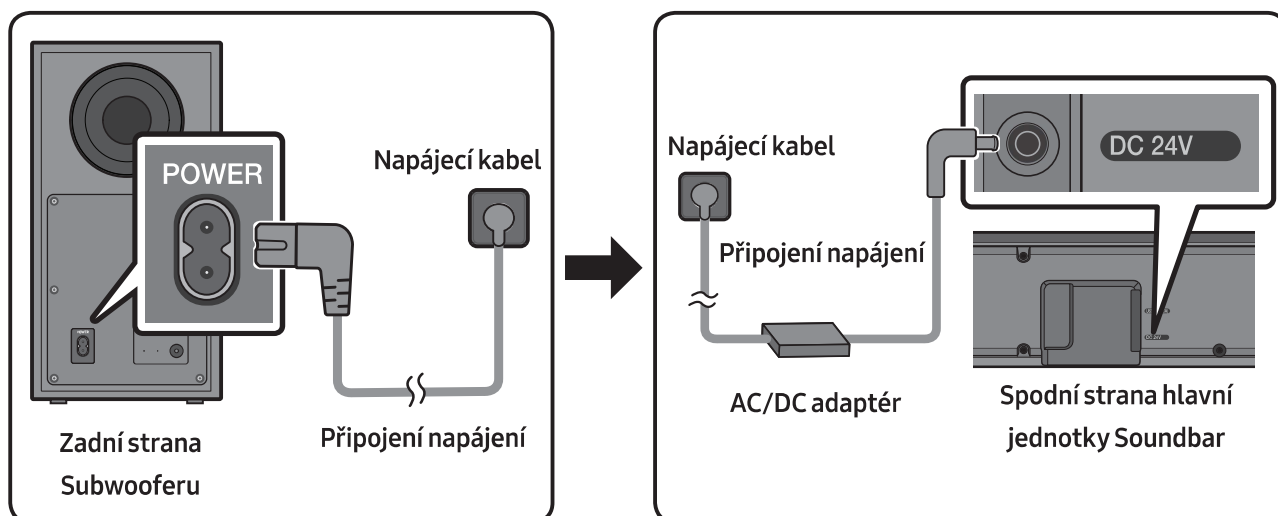 POWER
Napájecí kabel
Zadní strana
Subwooferu
Připojení napájení
Napájecí kabel
DC 24V
Připojení napájení
AC/DC adaptér
Spodní strana hlavní
jednotky Soundbar